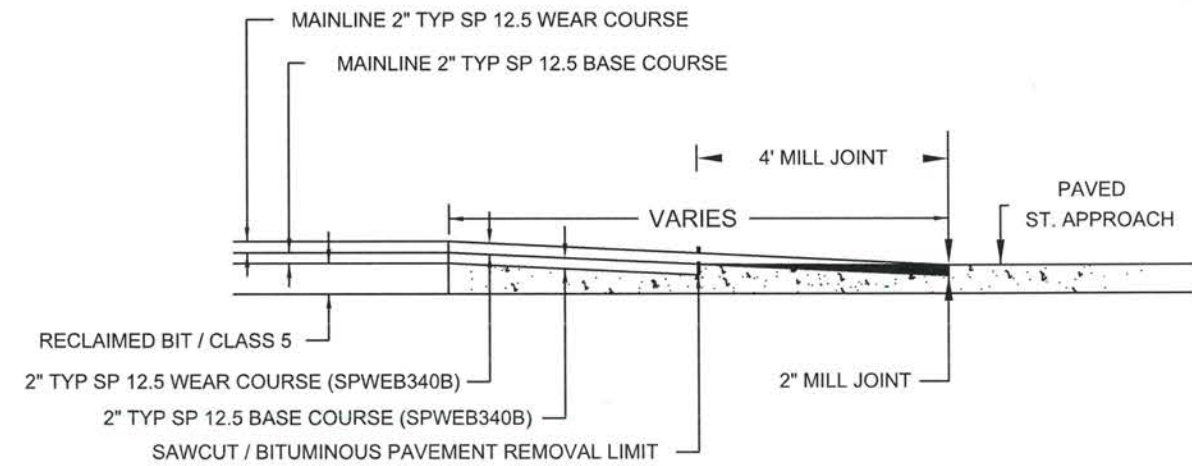 MAINLINE 2" TYP SP 12.5 WEAR COURSE
MAINLINE 2" TYP SP 12.5 BASE COURSE
4' MILL JOINT
PAVED
ST. APPROACH
VARIES
RECLAIMED BIT / CLASS 5
2" TYP SP 12.5 WEAR COURSE (SPWEB340B)
2" MILL JOINT
2" TYP SP 12.5 BASE COURSE (SPWEB340B)
SAWCUT / BITUMINOUS PAVEMENT REMOVAL LIMIT